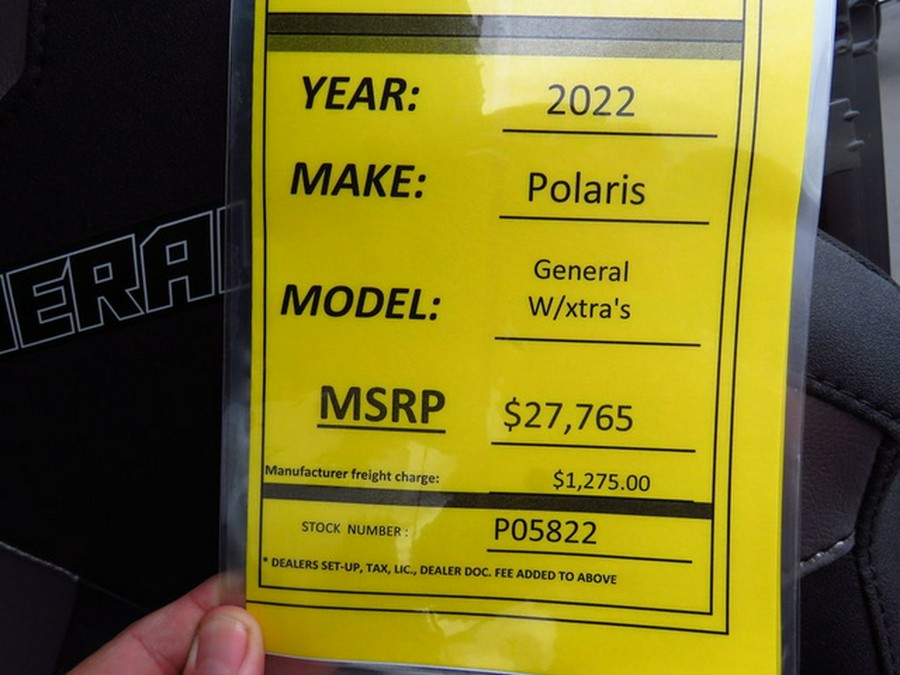 YEAR: 2022
MAKE: Polaris
General
MODEL: W/xtra's
MSRP $27,765
Manufacturer freight charge: $1,275.00
STOCK NUMBER : P05822
* DEALERS SET-UP, TAX, LIC., DEALER DOC. FEE ADDED TO ABOVE
ERA